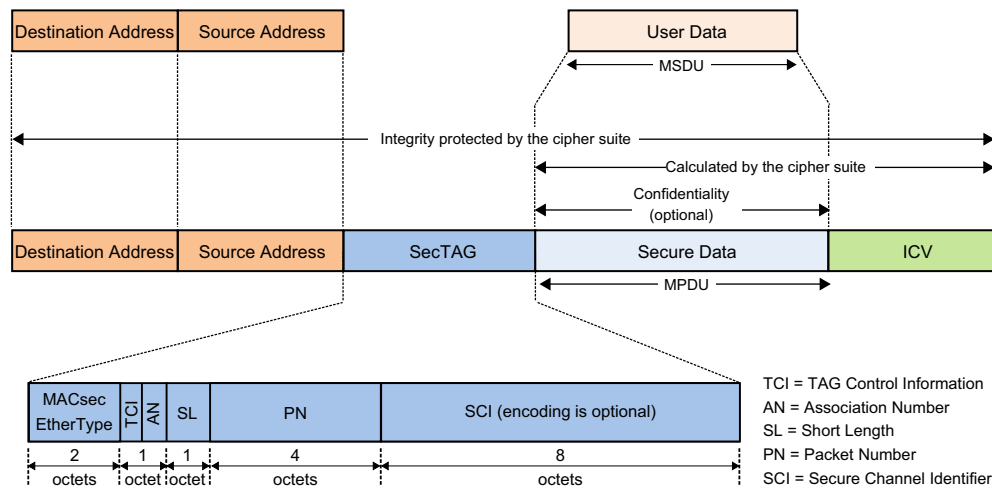 Destination Address
Source Address
User Data
MSDU
Integrity protected by the cipher suite
Calculated by the cipher suite
Confidentiality
(optional)
Destination Address
Source Address
SecTAG
Secure Data
ICV
MPDU
MACsec
EtherType
TCI
AN
SL
PN
SCI (encoding is optional)
2
octets
1
octet
1
octet
4
octets
8
octets
TCI = TAG Control Information
AN = Association Number
SL = Short Length
PN = Packet Number
SCI = Secure Channel Identifier